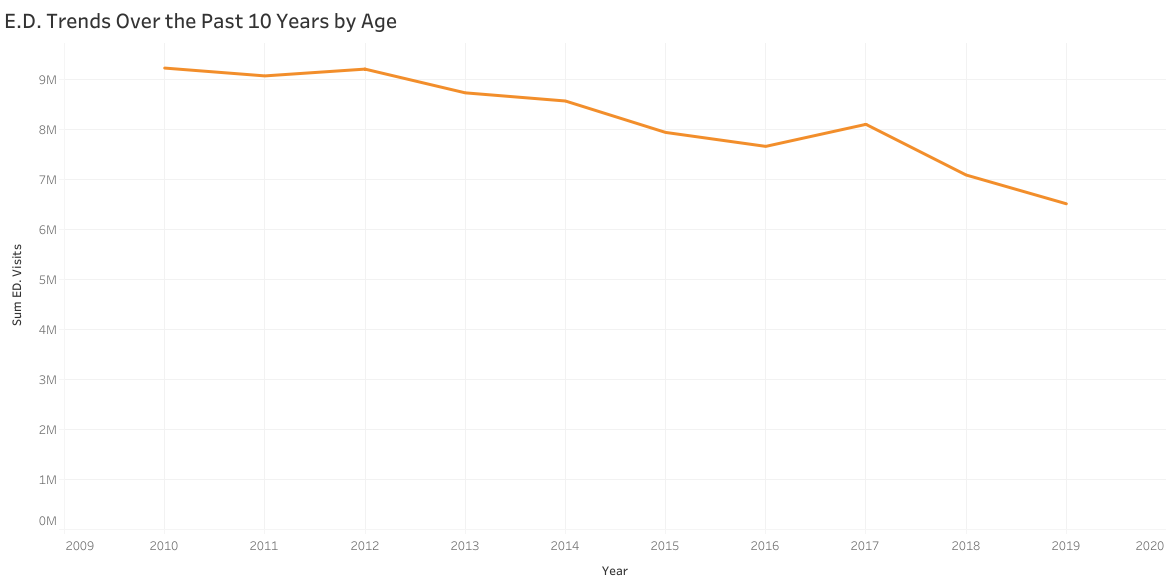 E.D. Trends Over the Past 10 Years by Age
9M
8M
7M
6M
5M
4M
3M
2M
1M
0M
Sum ED. Visits
2009 2010 2011 2012 2013 2014 2015 2016 2017 2018 2019 2020
Year